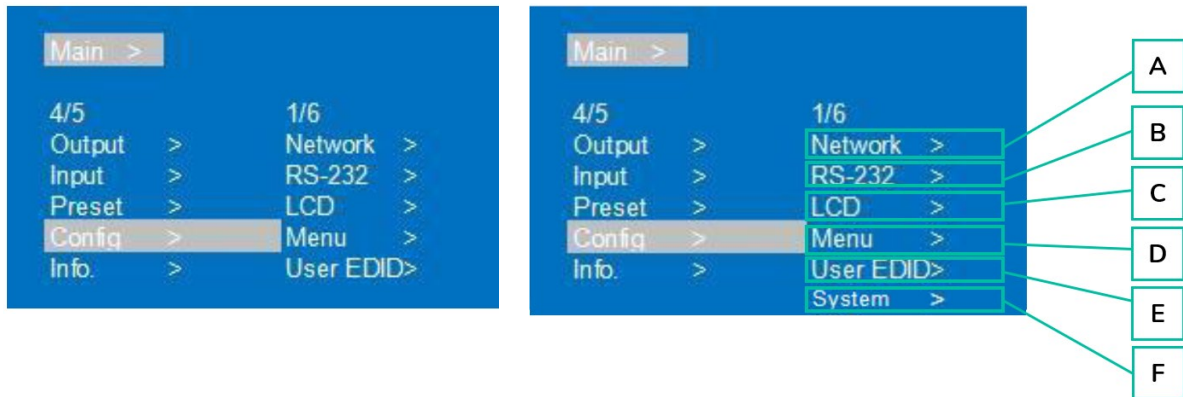 Main >
4/5 1/6
Output > Network >
Input > RS-232 >
Preset > LCD >
Config > Menu >
Info. > User EDID>
Main >
4/5 1/6
Output > Network >
Input > RS-232 >
Preset > LCD >
Config > Menu >
Info. > User EDID>
System >
A
B
C
D
E
F